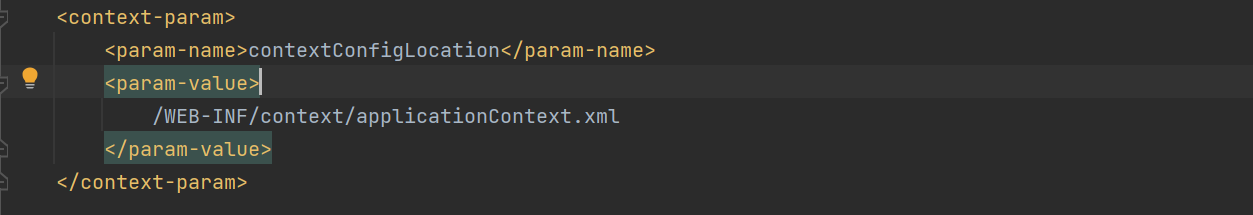 <context-param>
<param-name>contextConfigLocation</param-name>
<param-value>
/WEB-INF/context/applicationContext.xml
</param-value>
</context-param>